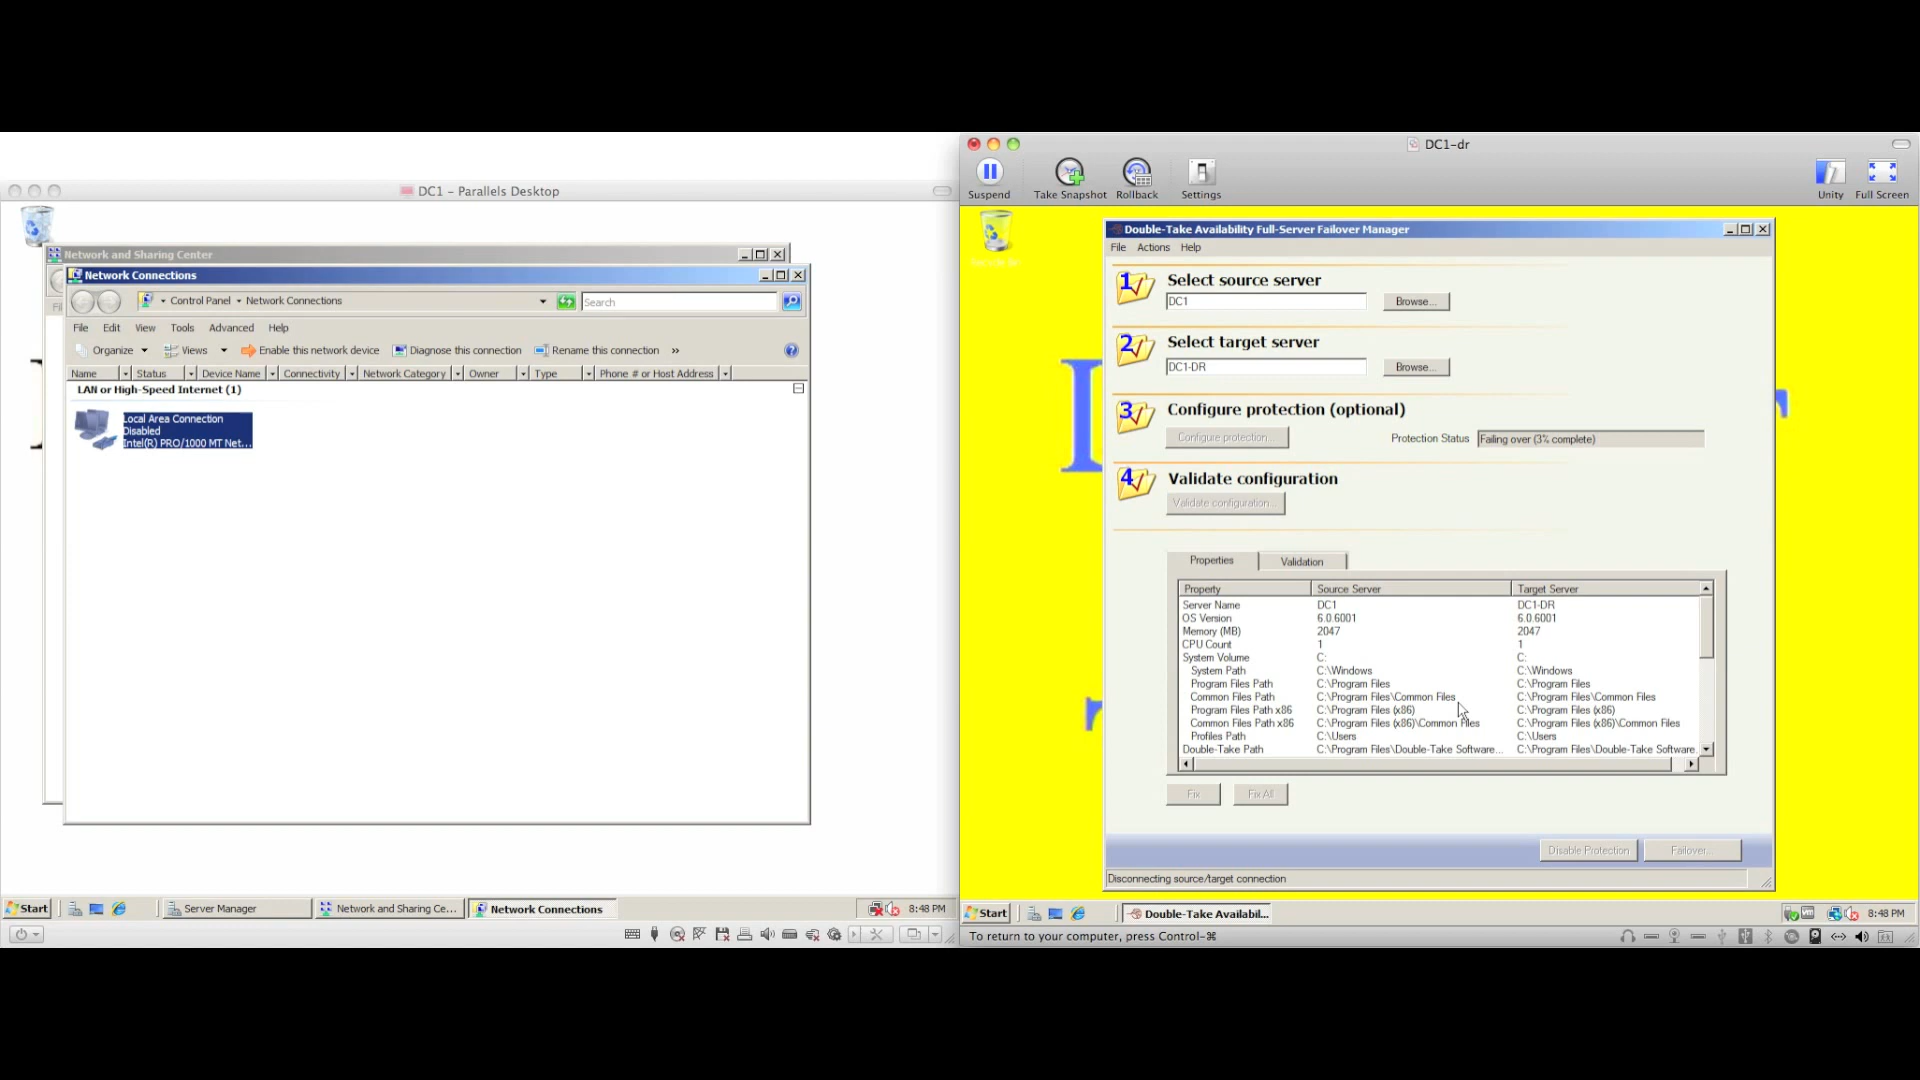 DC1 - Parallels Desktop
Network and Sharing Center
Network Connections
Control Panel • Network Connections
Search
File Edit View Tools Advanced Help
Organize Views Enable this network device Diagnose this connection Rename this connection »
Name Status Device Name Connectivity Network Category Owner Type Phone # or Host Address
LAN or High-Speed Internet (1)
Local Area Connection
Disabled
Intel(R) PRO/1000 MT Net...
Start Server Manager Network and Sharing Ce... Network Connections 8:48 PM
DC1-dr
Suspend Take Snapshot Rollback Settings Unity Full Screen
Double-Take Availability Full-Server Failover Manager
File Actions Help
1 Select source server
DC1 Browse...
2 Select target server
DC1-DR Browse...
3 Configure protection (optional)
Configure protection... Protection Status Failing over (3% complete)
4 Validate configuration
Validate configuration...
Properties Validation
Property Source Server Target Server
Server Name DC1 DC1-DR
OS Version 6.0.6001 6.0.6001
Memory (MB) 2047 2047
CPU Count 1 1
System Volume C: C:
System Path C:\Windows C:\Windows
Program Files Path C:\Program Files C:\Program Files
Common Files Path C:\Program Files\Common Files C:\Program Files\Common Files
Program Files Path x86 C:\Program Files (x86) C:\Program Files (x86)
Common Files Path x86 C:\Program Files (x86)\Common Files C:\Program Files (x86)\Common Files
Profiles Path C:\Users C:\Users
Double-Take Path C:\Program Files\Double-Take Software... C:\Program Files\Double-Take Software
Fix Fix All
Disable Protection Failover...
Disconnecting source/target connection
Start Double-Take Availabil... 8:48 PM
To return to your computer, press Control-⌘